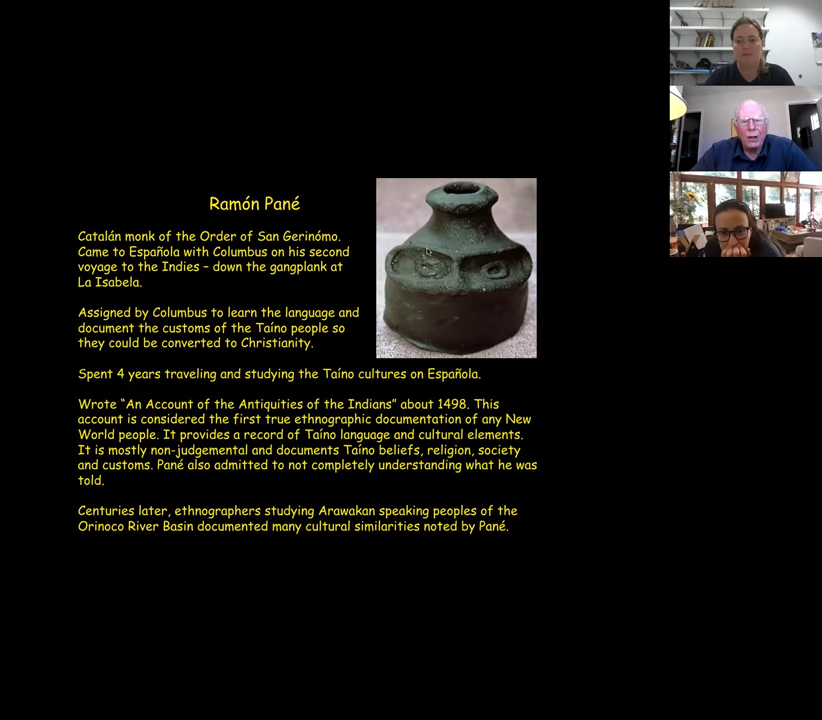 Ramón Pané
Catalán monk of the Order of San Gerinómo.
Came to Española with Columbus on his second
voyage to the Indies – down the gangplank at
La Isabela.
Assigned by Columbus to learn the language and
document the customs of the Taíno people so
they could be converted to Christianity.
Spent 4 years traveling and studying the Taíno cultures on Española.
Wrote “An Account of the Antiquities of the Indians” about 1498. This
account is considered the first true ethnographic documentation of any New
World people. It provides a record of Taíno language and cultural elements.
It is mostly non-judgemental and documents Taíno beliefs, religion, society
and customs. Pané also admitted to not completely understanding what he was
told.
Centuries later, ethnographers studying Arawakan speaking peoples of the
Orinoco River Basin documented many cultural similarities noted by Pané.